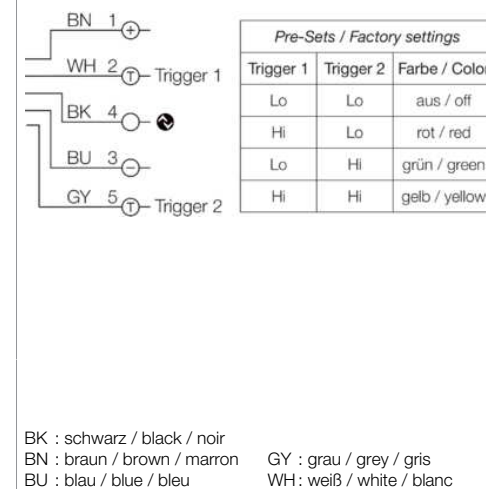 BN 1 +
WH 2 T Trigger 1
BK 4
BU 3 −
GY 5 T Trigger 2
Pre-Sets / Factory settings
Trigger 1 Trigger 2 Farbe / Color
Lo Lo aus / off
Hi Lo rot / red
Lo Hi grün / green
Hi Hi gelb / yellow
BK : schwarz / black / noir
BN : braun / brown / marron GY : grau / grey / gris
BU : blau / blue / bleu WH : weiß / white / blanc